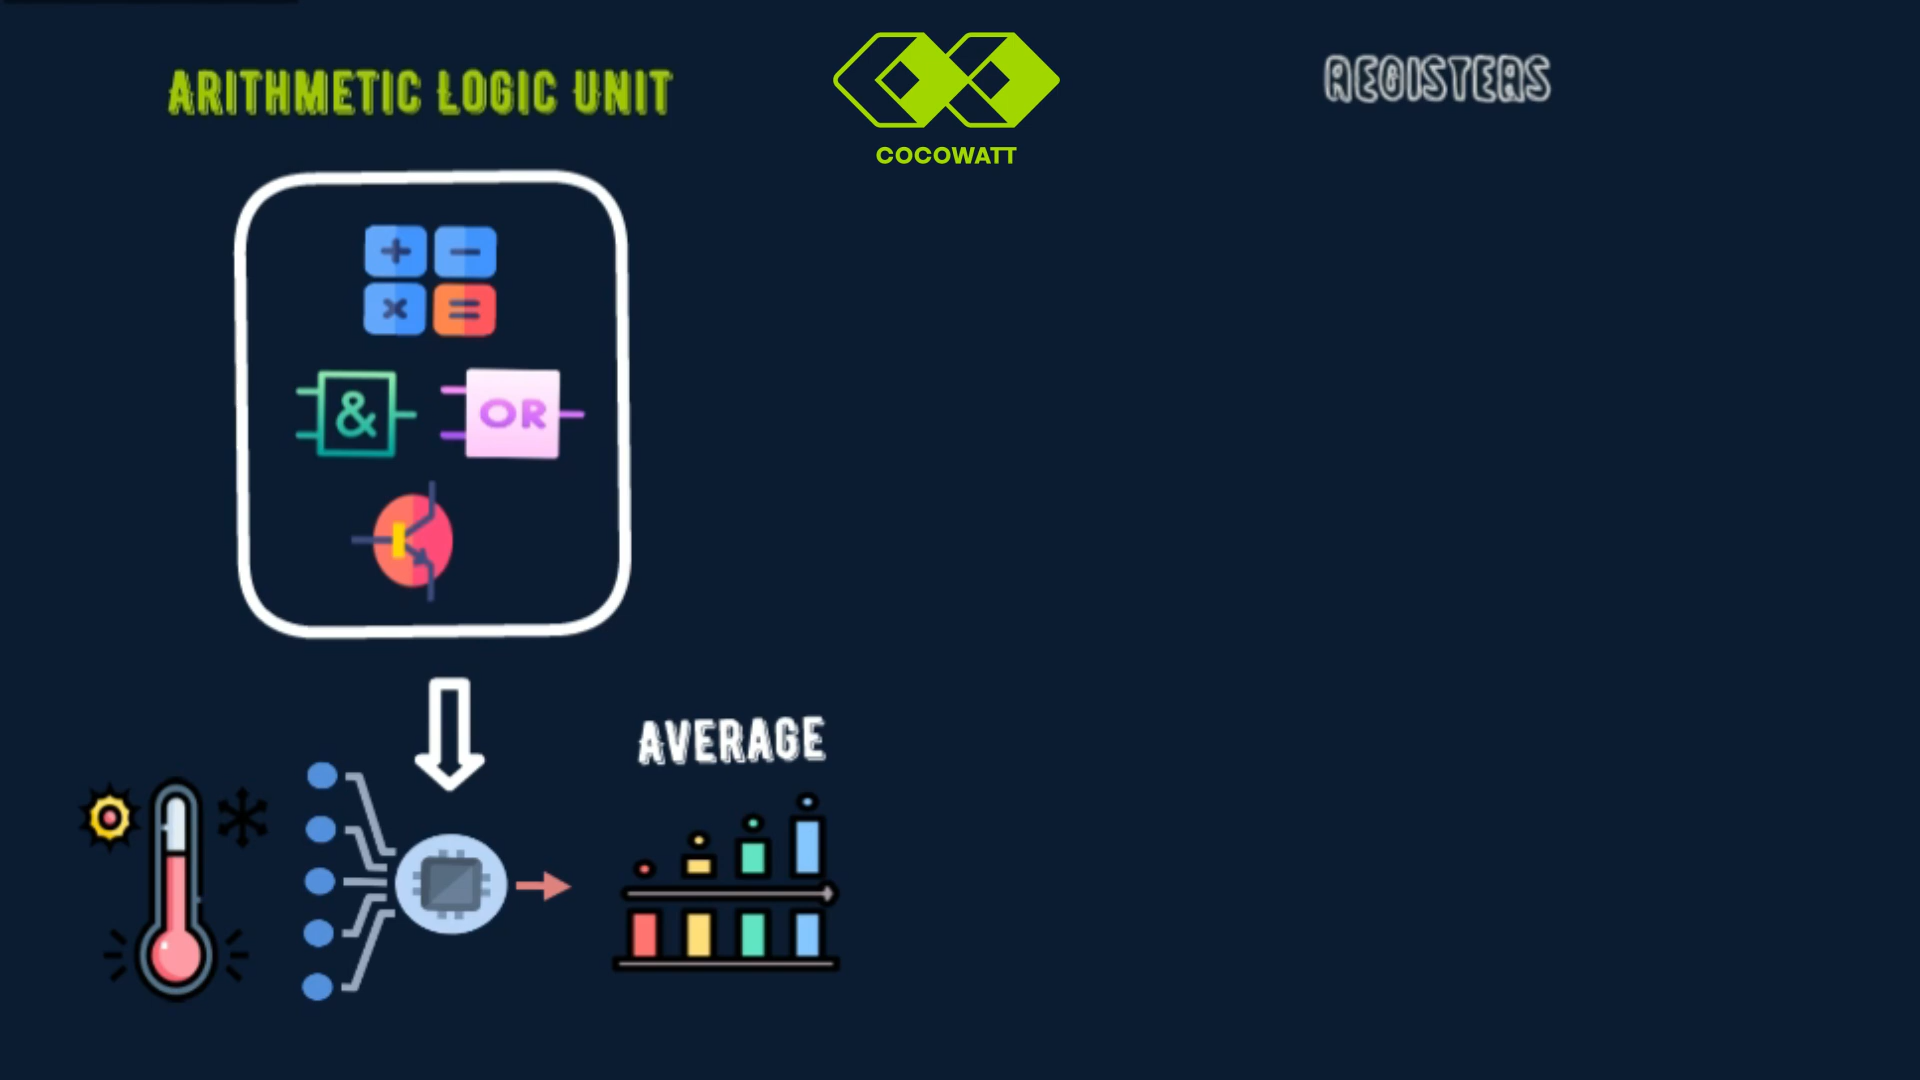 ARITHMETIC LOGIC UNIT
COCOWATT
REGISTERS
+ −
× =
& OR
AVERAGE